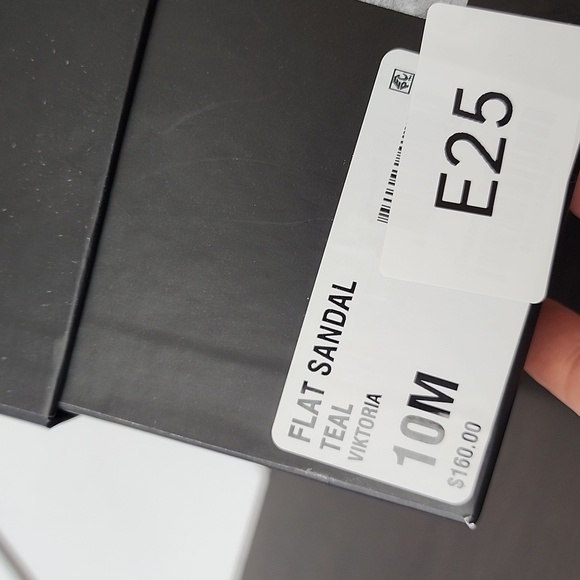 E25
FLAT SANDAL
TEAL
VIKTORIA
10M
$160.00